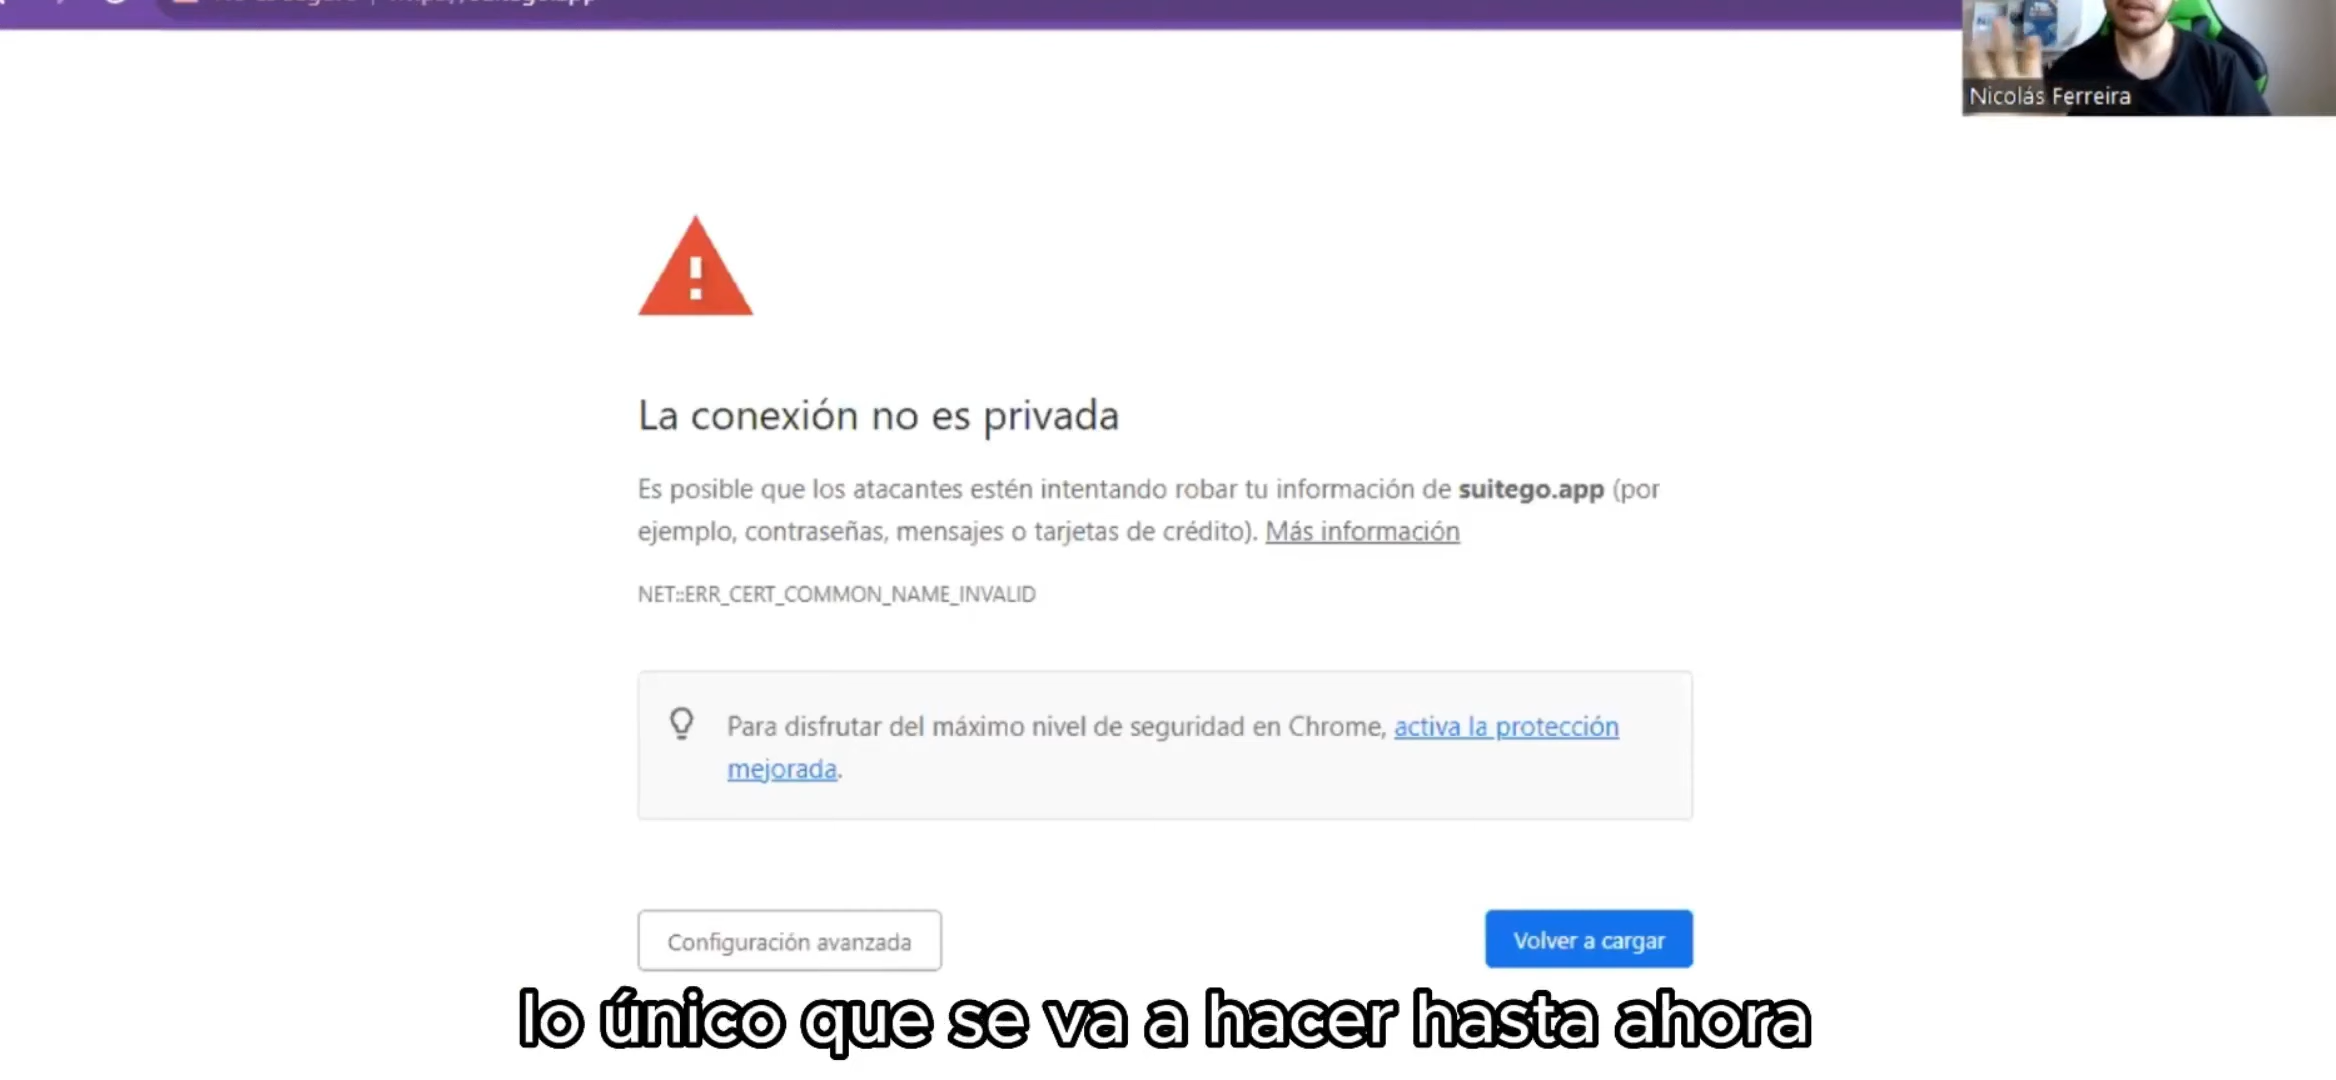 Nicolás Ferreira
La conexión no es privada
Es posible que los atacantes estén intentando robar tu información de suitego.app (por
ejemplo, contraseñas, mensajes o tarjetas de crédito). Más información
NET::ERR_CERT_COMMON_NAME_INVALID
Para disfrutar del máximo nivel de seguridad en Chrome, activa la protección
mejorada.
Configuración avanzada
Volver a cargar
lo único que se va a hacer hasta ahora